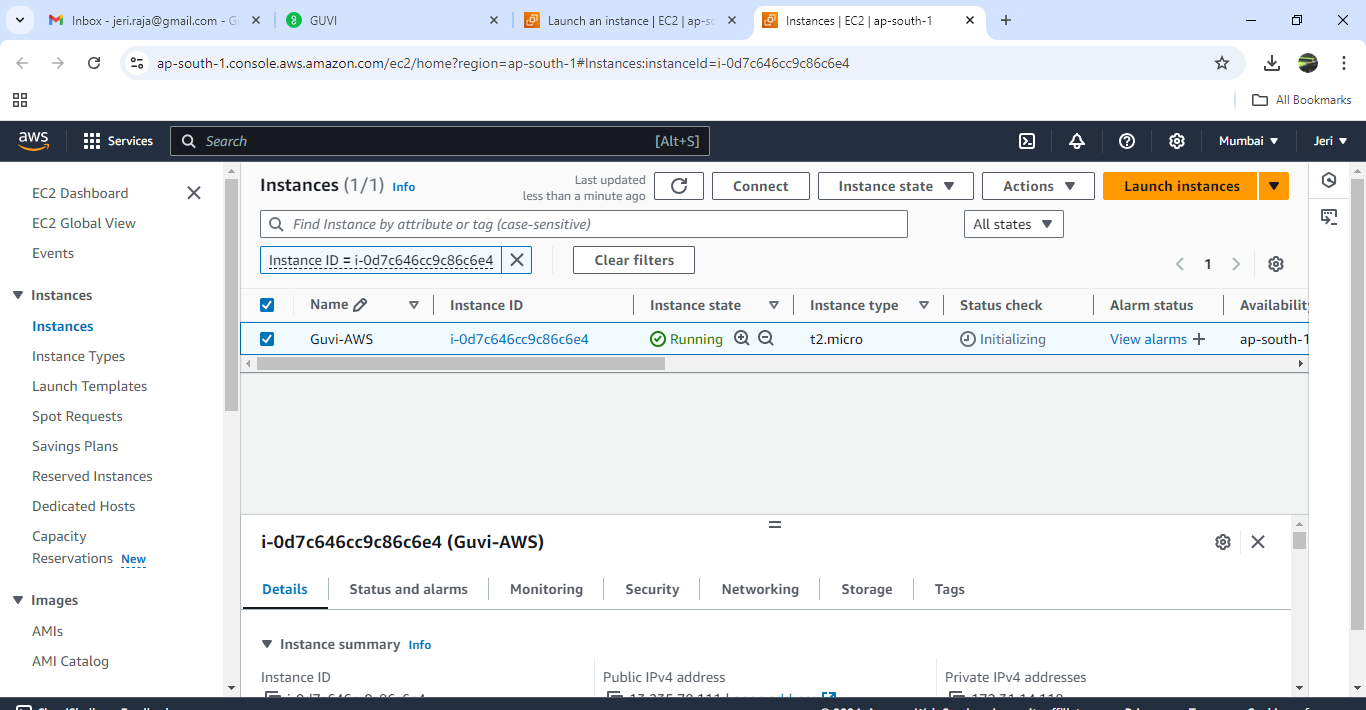 Inbox - jeri.raja@gmail.com - G
GUVI
Launch an instance | EC2 | ap-s
Instances | EC2 | ap-south-1
ap-south-1.console.aws.amazon.com/ec2/home?region=ap-south-1#Instances:instanceId=i-0d7c646cc9c86c6e4
All Bookmarks
aws
Services
Search
[Alt+S]
Mumbai
Jeri
EC2 Dashboard
EC2 Global View
Events
Instances
Instances
Instance Types
Launch Templates
Spot Requests
Savings Plans
Reserved Instances
Dedicated Hosts
Capacity
Reservations New
Images
AMIs
AMI Catalog
Instances (1/1) Info
Last updated
less than a minute ago
Connect
Instance state
Actions
Launch instances
Find Instance by attribute or tag (case-sensitive)
All states
Instance ID = i-0d7c646cc9c86c6e4
Clear filters
1
Name Instance ID Instance state Instance type Status check Alarm status Availability
Guvi-AWS i-0d7c646cc9c86c6e4 Running t2.micro Initializing View alarms + ap-south-1
i-0d7c646cc9c86c6e4 (Guvi-AWS)
Details Status and alarms Monitoring Security Networking Storage Tags
Instance summary Info
Instance ID Public IPv4 address Private IPv4 addresses